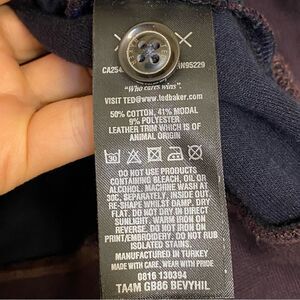 CA254
N95229
"Who cares wins".
VISIT TED@www.tedbaker.com
50% COTTON, 41% MODAL
9% POLYESTER
LEATHER TRIM WHICH IS OF
ANIMAL ORIGIN
30
DO NOT USE PRODUCTS
CONTAINING BLEACH, OIL OR
ALCOHOL. MACHINE WASH AT
30C, SEPARATELY, INSIDE OUT.
RE-SHAPE WHILST DAMP. DRY
FLAT. DO NOT DRY IN DIRECT
SUNLIGHT. WARM IRON ON
REVERSE. DO NOT IRON ON
PRINT/EMBROIDERY. DO NOT RUB
ISOLATED STAINS.
MANUFACTURED IN TURKEY
MADE WITH CARE, WEAR WITH PRIDE
0816 130394
TA4M GB86 BEVYHIL